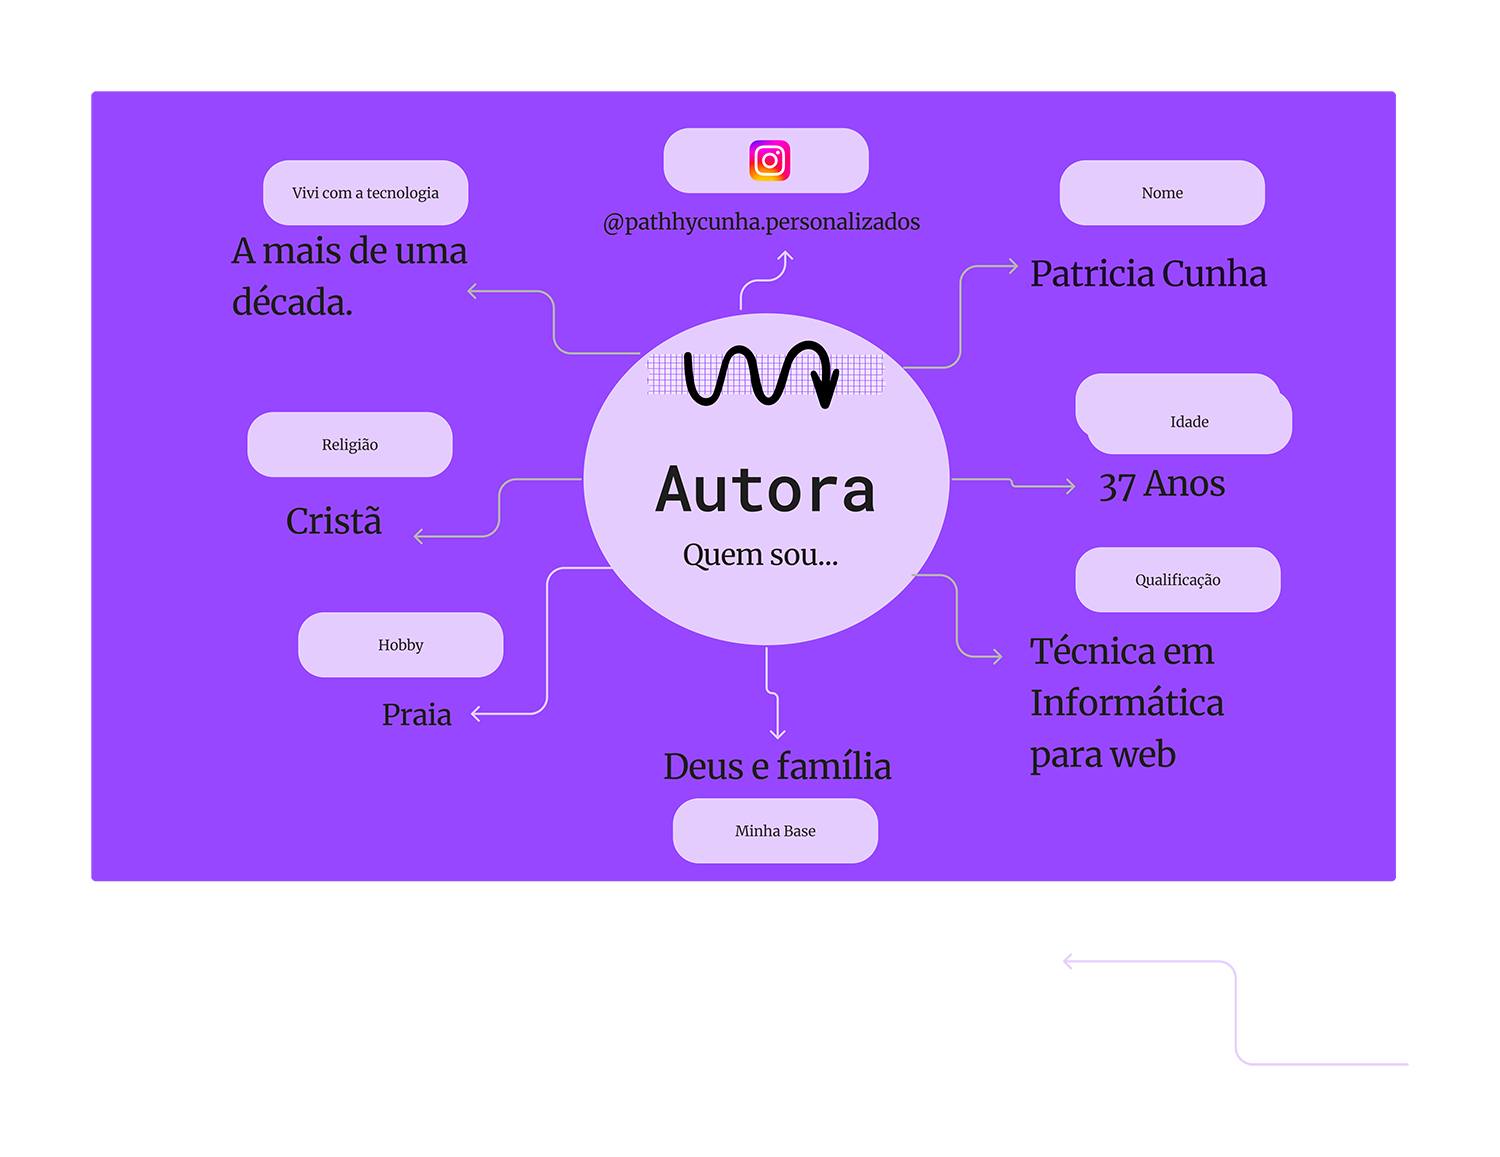 Vivi com a tecnologia
A mais de uma
década.
@pathhycunha.personalizados
Nome
Patricia Cunha
Religião
Cristã
Autora
Quem sou...
Idade
37 Anos
Hobby
Praia
Qualificação
Técnica em
Informática
para web
Deus e família
Minha Base